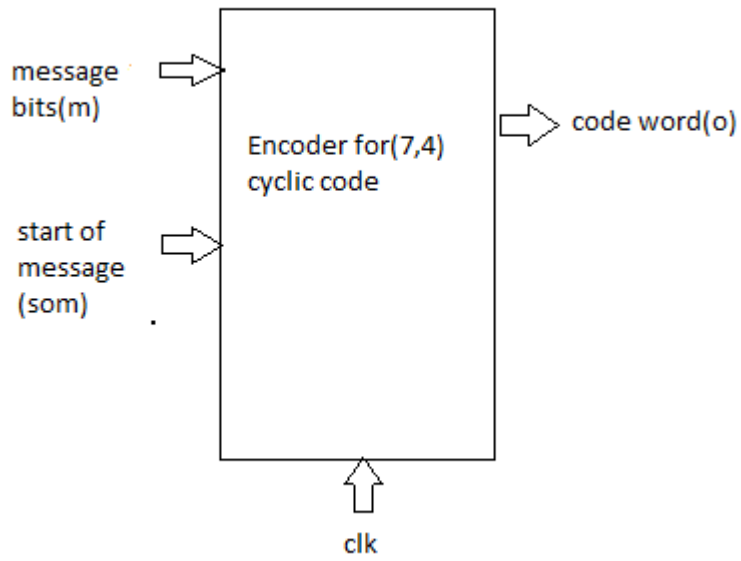 message
bits(m)
Encoder for(7,4)
cyclic code
code word(o)
start of
message
(som)
clk